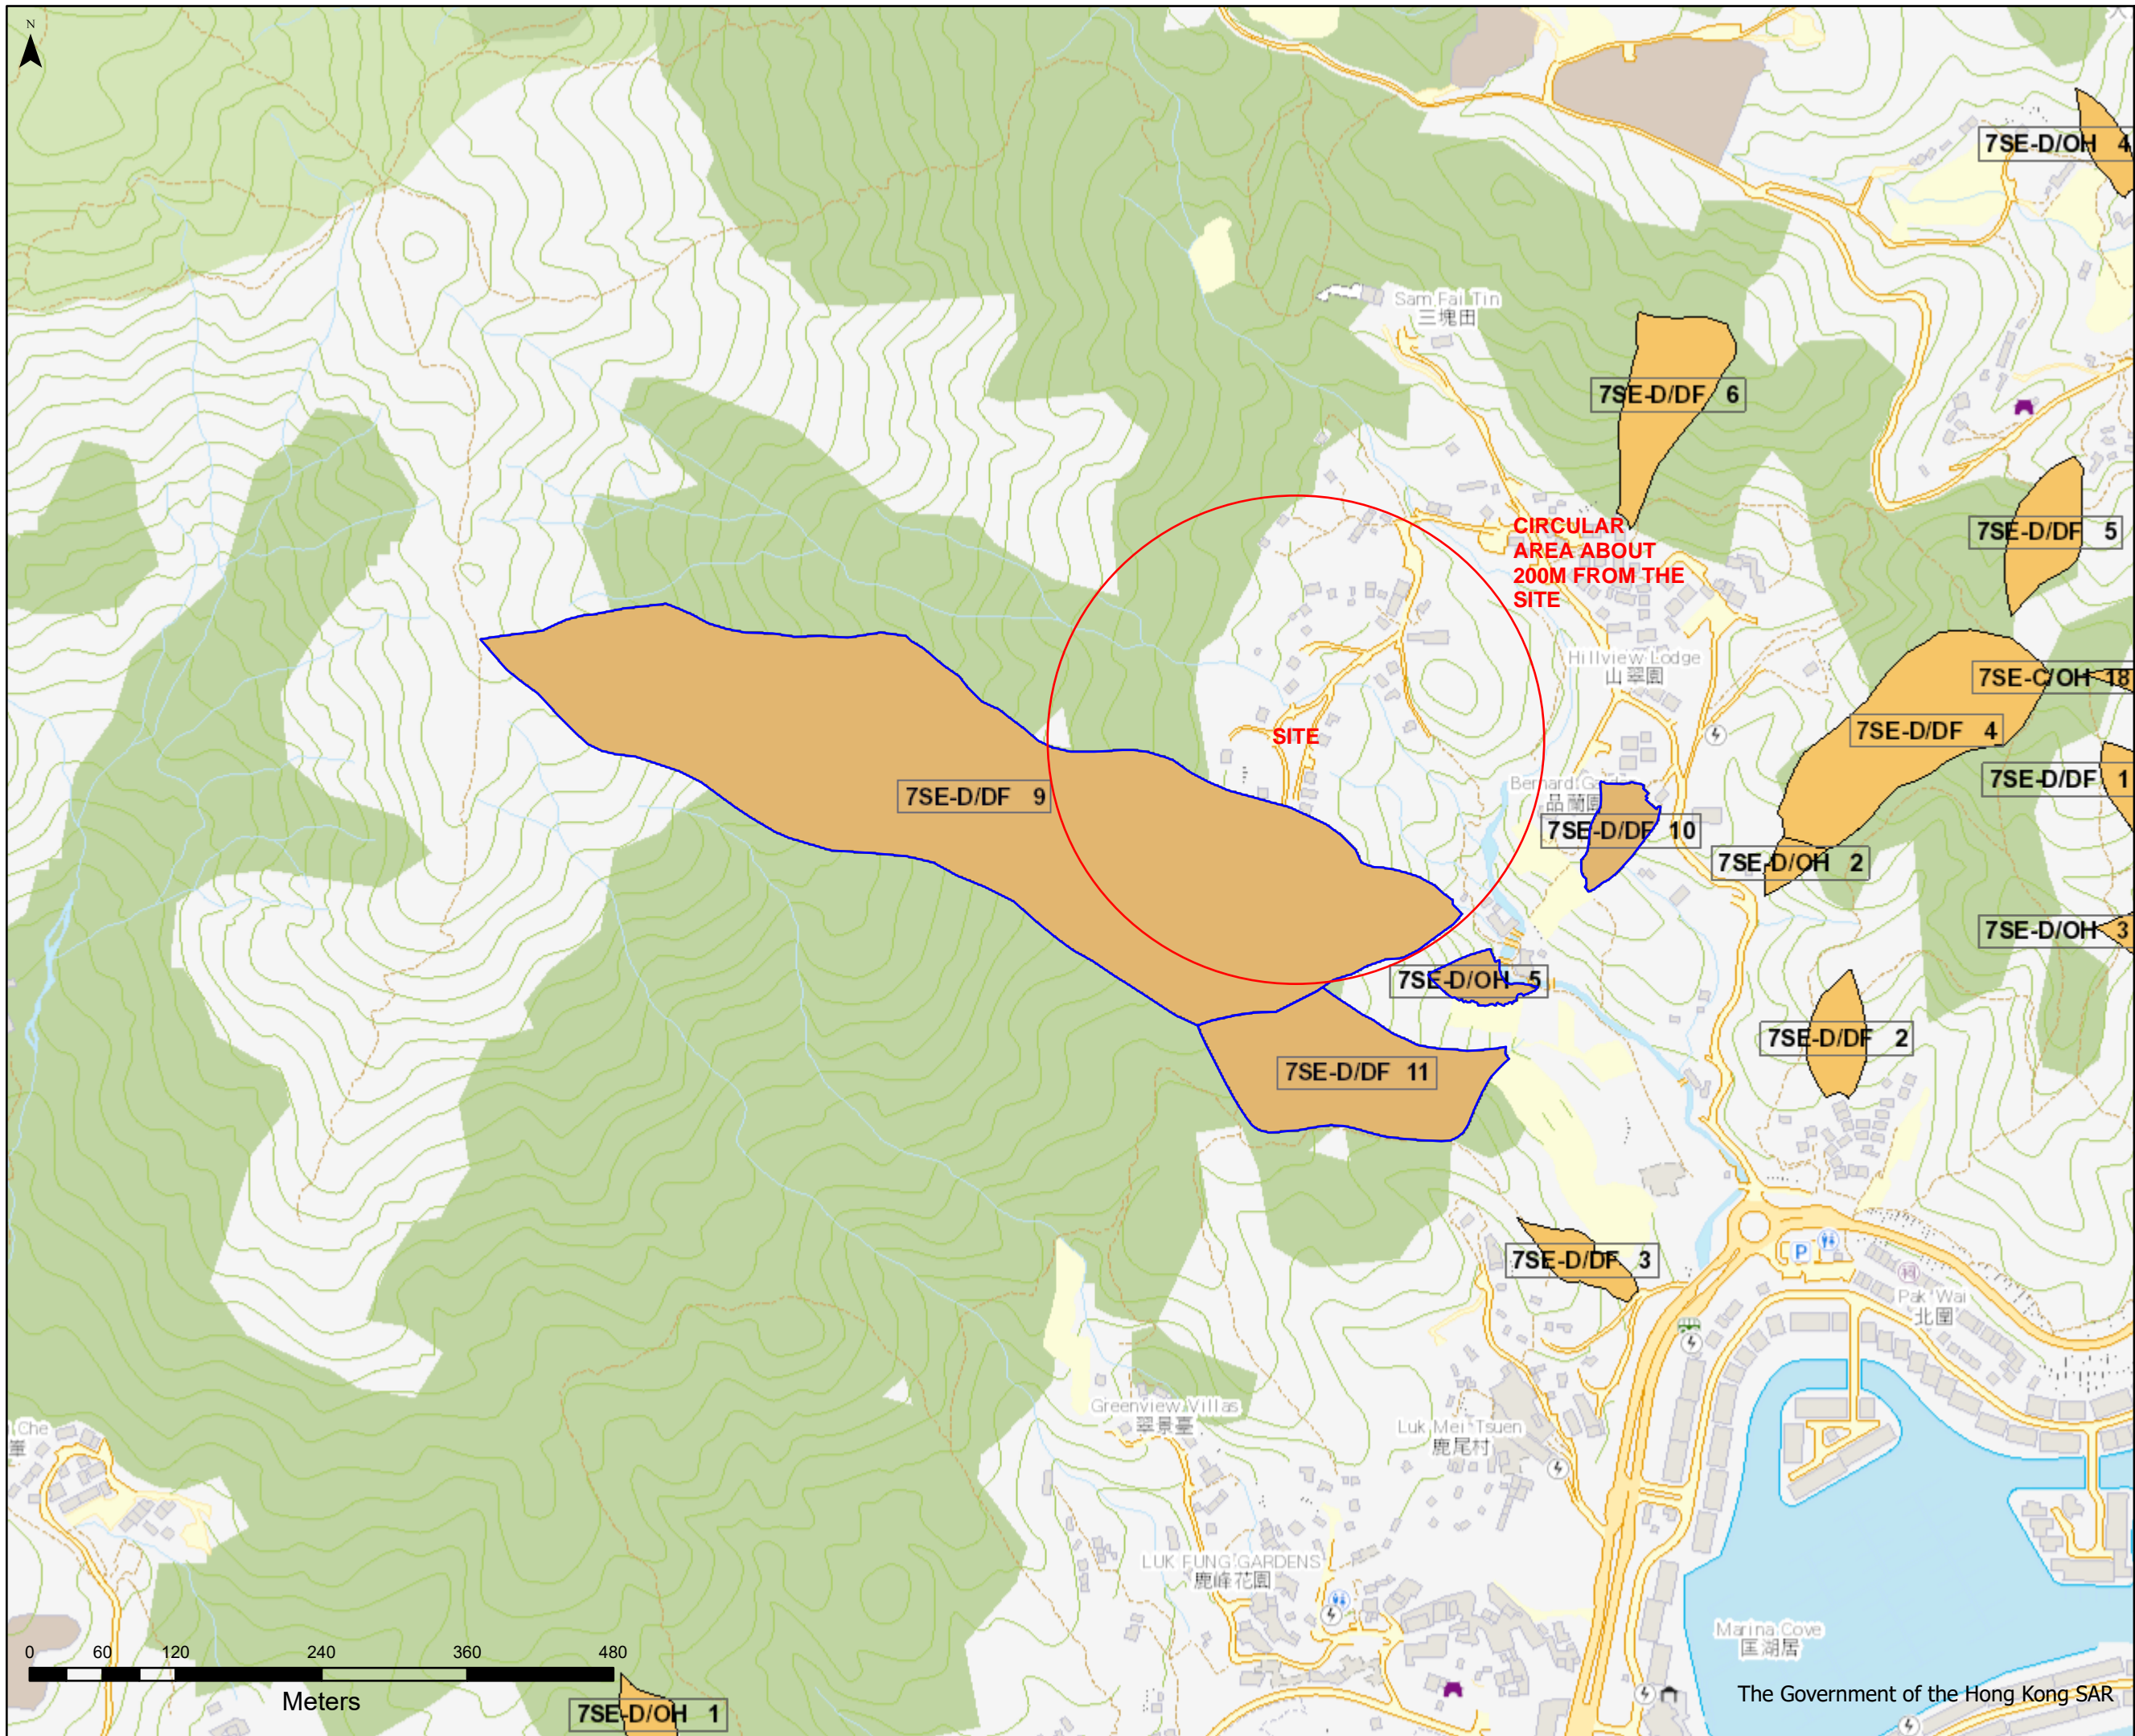 N
7SE-D/OH 4
Sam Fai Tin
三塊田
7SE-D/DF 6
CIRCULAR
AREA ABOUT
200M FROM THE
SITE
7SE-D/DF 5
Hillview Lodge
山翠園
7SE-C/OH 18
7SE-D/DF 4
SITE
7SE-D/DF 1
7SE-D/DF 9
品蘭園
7SE-D/DF 10
7SE-D/OH 2
7SE-D/OH 3
7SE-D/OH 5
7SE-D/DF 2
7SE-D/DF 11
P
7SE-D/DF 3
Pak Wai
北圍
Greenview Villas
翠景臺
Luk Mei Tsuen
鹿尾村
Che
LUK FUNG GARDENS
鹿峰花園
Marina Cove
匡湖居
0 60 120 240 360 480
Meters
7SE-D/OH 1
The Government of the Hong Kong SAR